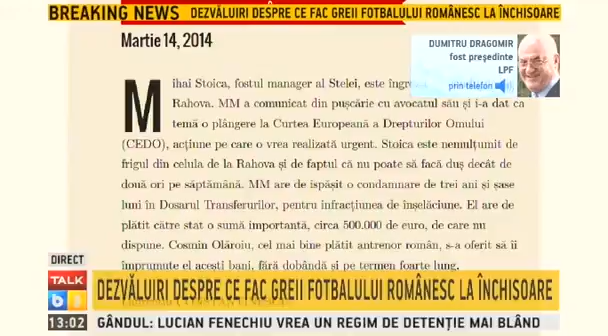 BREAKING NEWS DEZVĂLUIRI DESPRE CE FAC GREII FOTBALULUI ROMÂNESC LA ÎNCHISOARE
Martie 14, 2014
DUMITRU DRAGOMIR
fost președinte
LPF
prin telefon
Mihai Stoica, fostul manager al Stelei, este
Rahova. MM a comunicat din pușcărie cu avocatul său și i-a dat ca
temă o plângere la Curtea Europeană a Drepturilor Omului
(CEDO), acțiune pe care o vrea realizată urgent. Stoica este nemulțumit de
frigul din celula de la Rahova și de faptul că nu poate să facă duș decât de
două ori pe săptămână. MM are de ispășit o condamnare de trei ani și șase
luni în Dosarul Transferurilor, pentru infracțiunea de înșelăciune. El are de
plătit către stat o sumă importantă, circa 500.000 de euro, de care nu
dispune. Cosmin Olăroiu, cel mai bine plătit antrenor român, s-a oferit să îi
împrumute el acești bani, fără dobândă și pe termen foarte lung.
DIRECT
TALK
b1
DEZVĂLUIRI DESPRE CE FAC GREII FOTBALULUI ROMÂNESC LA ÎNCHISOARE
13:02 GÂNDUL: LUCIAN FENECHIU VREA UN REGIM DE DETENȚIE MAI BLÂND